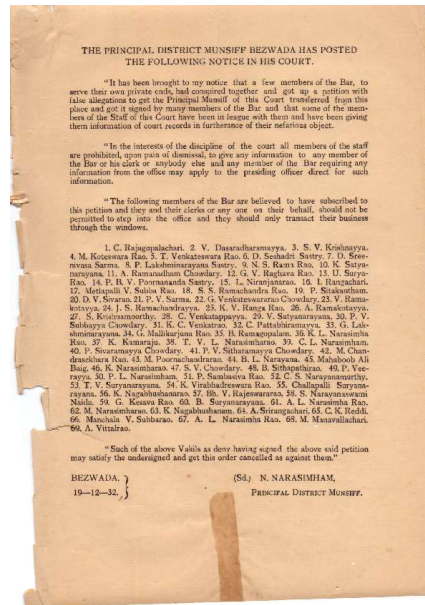 THE PRINCIPAL DISTRICT MUNSIFF BEZWADA HAS POSTED
THE FOLLOWING NOTICE IN HIS COURT.
"It has been brought to my notice that a few members of the Bar, to
serve their own private ends, had conspired together and got up a petition with
false allegations to get the Principal Munsiff of this Court transferred from this
place and got it signed by many members of the Bar and that some of the mem-
bers of the Staff of this Court have been in league with them and have been giving
them information of court records in furtherance of their nefarious object.
"In the interests of the discipline of the court all members of the staff
are prohibited, upon pain of dismissal, to give any information to any member of
the Bar or his clerk or anybody else and any member of the Bar requiring any
information from the office may apply to the presiding officer direct for such
information.
"The following members of the Bar are believed to have subscribed to
this petition and they and their clerks or any one on their behalf, should not be
permitted to step into the office and they should only transact their business
through the windows.
1. C. Rajagopalachari. 2. V. Dasaradharamayya. 3. S. V. Krishnayya.
4. M. Koteswara Rao. 5. T. Venkateswara Rao. 6. D. Seshadri Sastry. 7. D. Sree-
nivasa Sarma. 8. P. Lakshminarayana Sastry. 9. N. S. Rama Rao. 10. K. Satya-
narayana. 11. A. Ramanadham Chowdary. 12. G. V. Raghava Rao. 13. U. Surya-
Rao. 14. P. B. V. Poornananda Sastry. 15. L. Niranjanarao. 16. I. Rangachari.
17. Metlapalli V. Subba Rao. 18. S. S. Ramachandra Rao. 19. P. Sitakantham.
20. D. V. Sivarao. 21. P. V. Sarma. 22. G. Venkateswararao Chowdary. 23. V. Rama-
kotayya. 24. J. S. Ramachandrayya. 25. K. V. Ranga Rao. 26. A. Ramakotayya.
27. S. Krishnamoorthy. 28. C. Venkatappayya. 29. V. Satyanarayana. 30. P. V.
Subbayya Chowdary. 31. K. C. Venkatrao. 32. C. Pattabhiramayya. 33. G. Lak-
shminarayana. 34. G. Mallikarjuna Rao. 35. B. Ramagopalam. 36. K. L. Narasimha
Rao. 37. K. Kamaraju. 38. T. V. L. Narasimharao. 39. C. L. Narasimham.
40. P. Sivaramayya Chowdary. 41. P. V. Sitharamayya Chowdary. 42. M. Chan-
drasekhara Rao. 43. M. Poornachandrarao. 44. B. L. Narayana. 45. Mahaboob Ali
Baig. 46. K. Narasimharao. 47. S. V. Chowdary. 48. B. Sithapathirao. 49. P. Vee-
rayya. 50. P. L. Narasimham. 51. P. Sambasiva Rao. 52. C. S. Narayanamurthy.
53. T. V. Suryanarayana. 54. K. Virabhadreswara Rao. 55. Challapalli Suryana-
rayana. 56. K. Nagabhushanarao. 57. Bh. V. Rajeswararao. 58. S. Narayanaswami
Naidu. 59. G. Kesava Rao. 60. B. Suryanarayana. 61. A. L. Narasimha Rao.
62. M. Narasimharao. 63. K. Nagabhushanam. 64. A. Srirangachari. 65. C. K. Reddi.
66. Manchala V. Subbarao. 67. A. L. Narasimha Rao. 68. M. Manavallachari.
69. A. Vittalrao.
"Such of the above Vakils as deny having signed the above said petition
may satisfy the undersigned and get this order cancelled as against them."
BEZWADA. (Sd.) N. NARASIMHAM,
19—12—32. PRINCIPAL DISTRICT MUNSIFF.